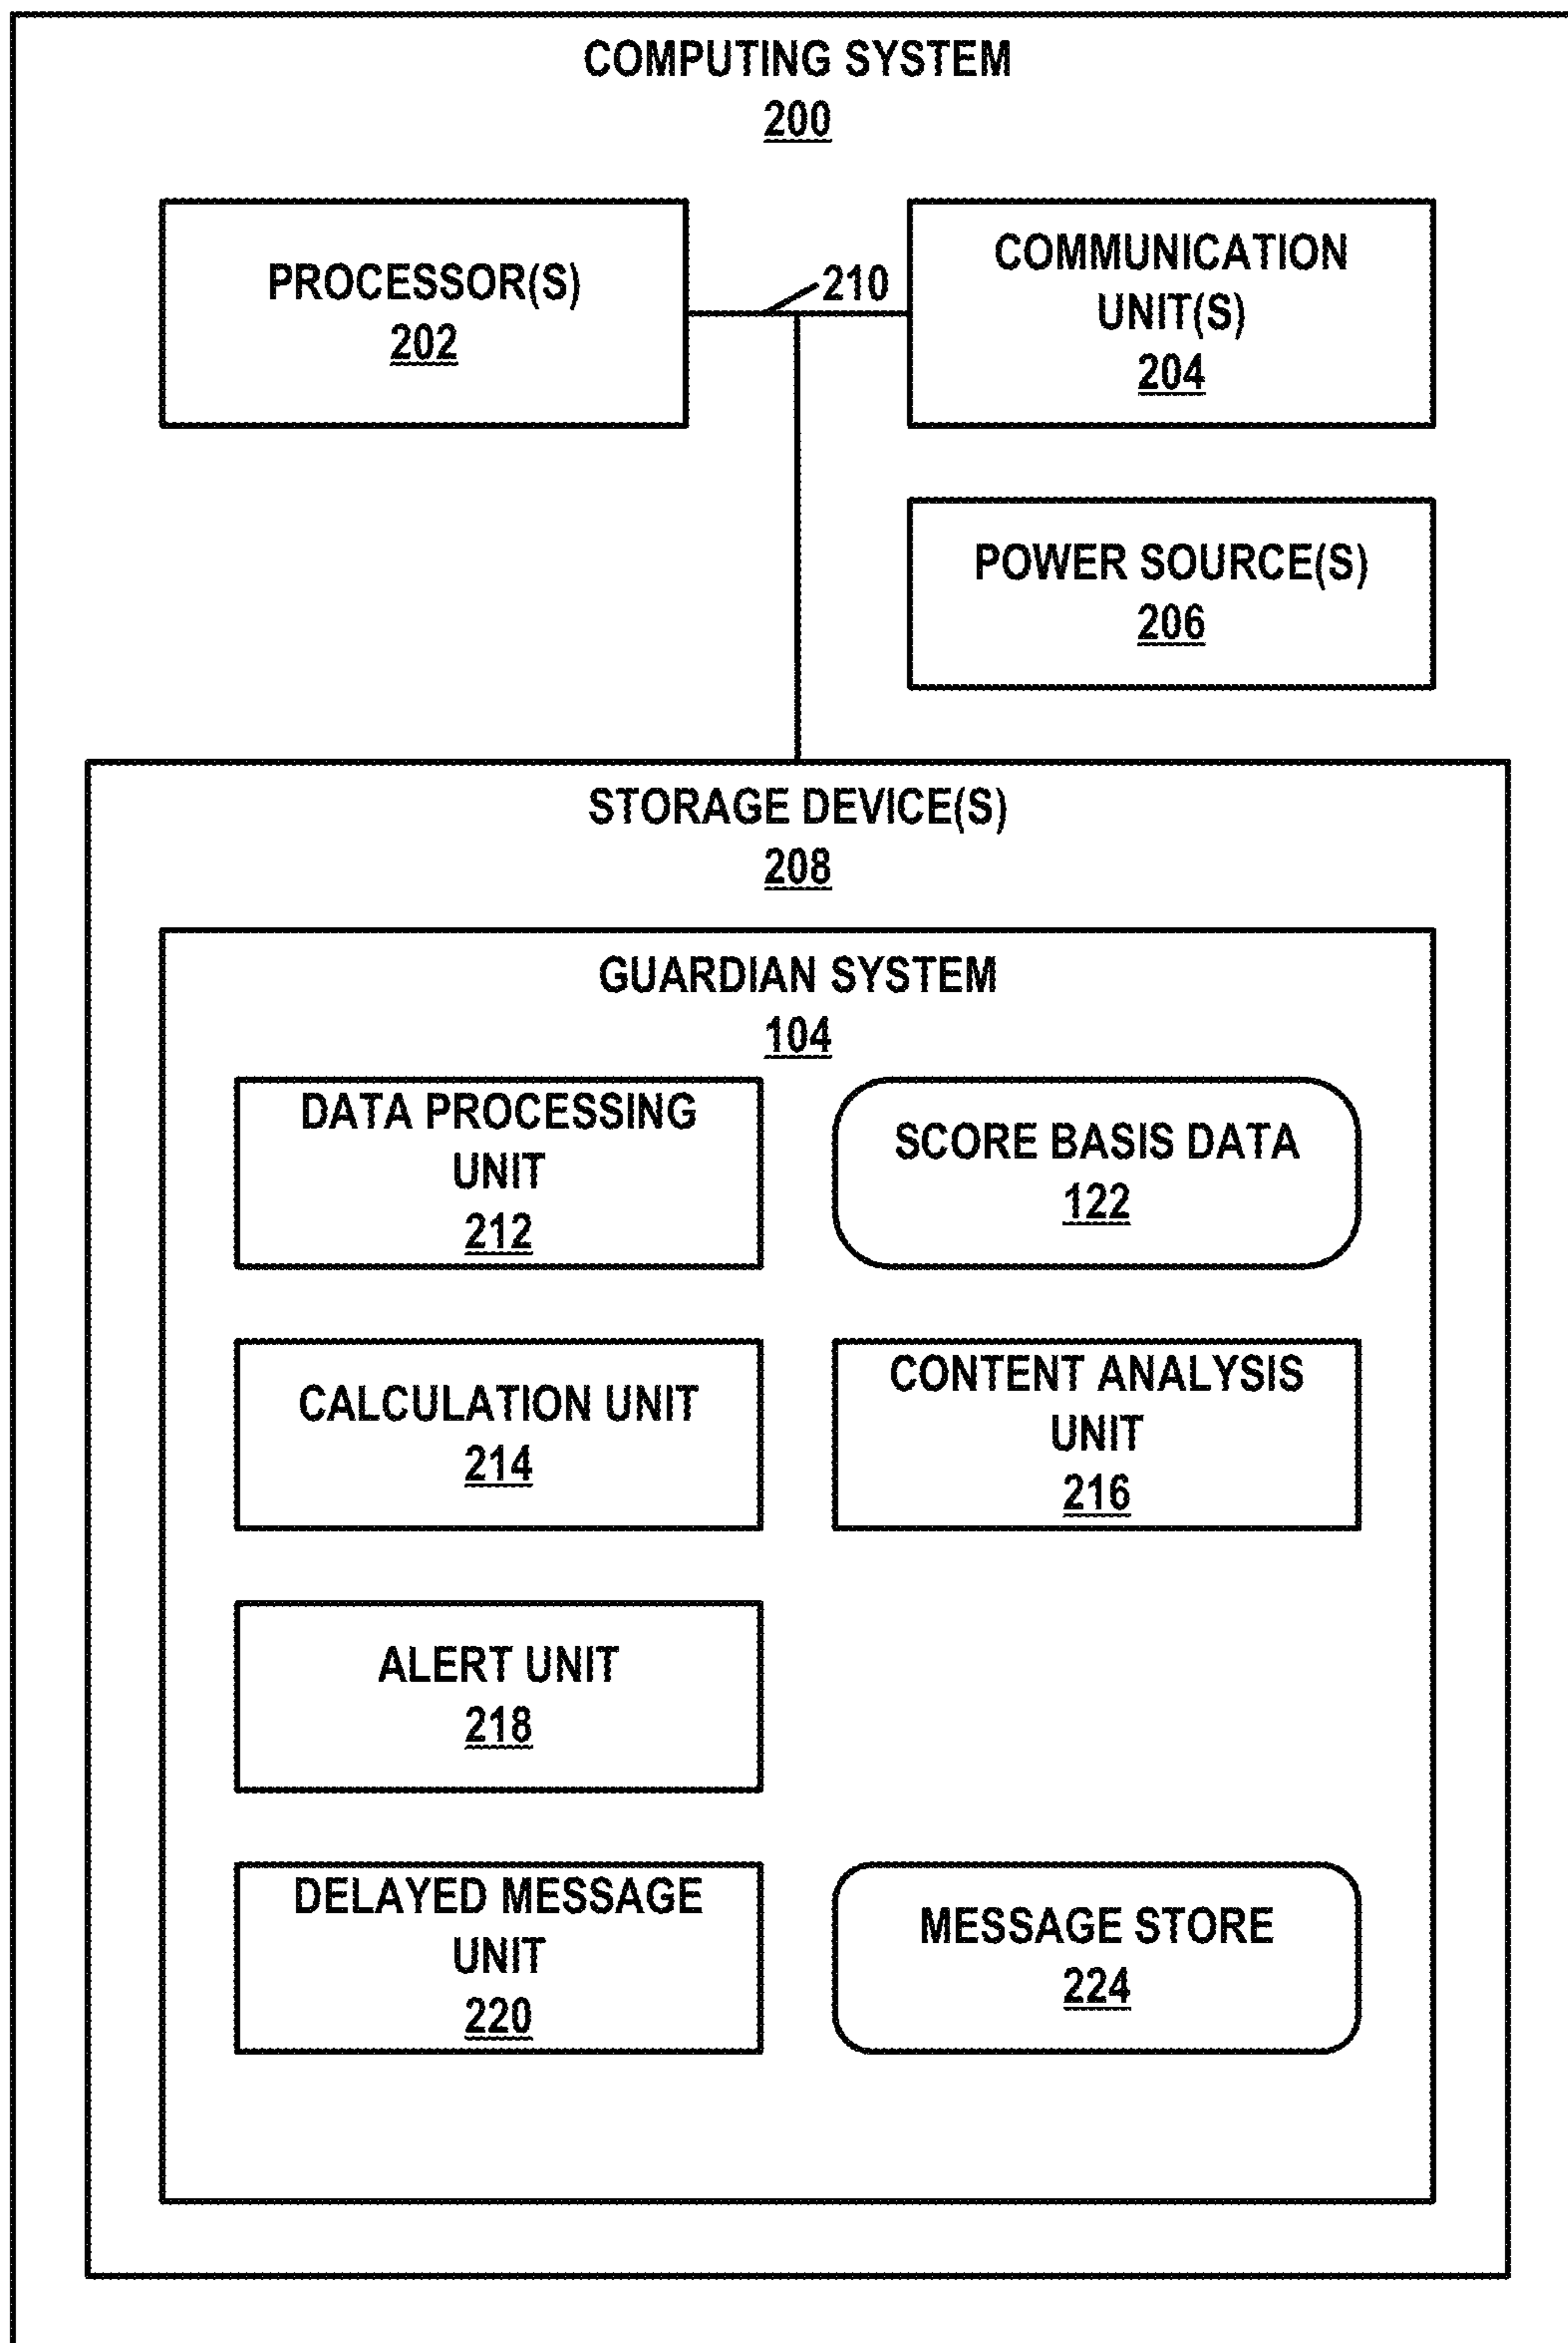 COMPUTING SYSTEM
200
PROCESSOR(S)
202
210
COMMUNICATION
UNIT(S)
204
POWER SOURCE(S)
206
STORAGE DEVICE(S)
208
GUARDIAN SYSTEM
104
DATA PROCESSING
UNIT
212
SCORE BASIS DATA
122
CALCULATION UNIT
214
CONTENT ANALYSIS
UNIT
216
ALERT UNIT
218
DELAYED MESSAGE
UNIT
220
MESSAGE STORE
224